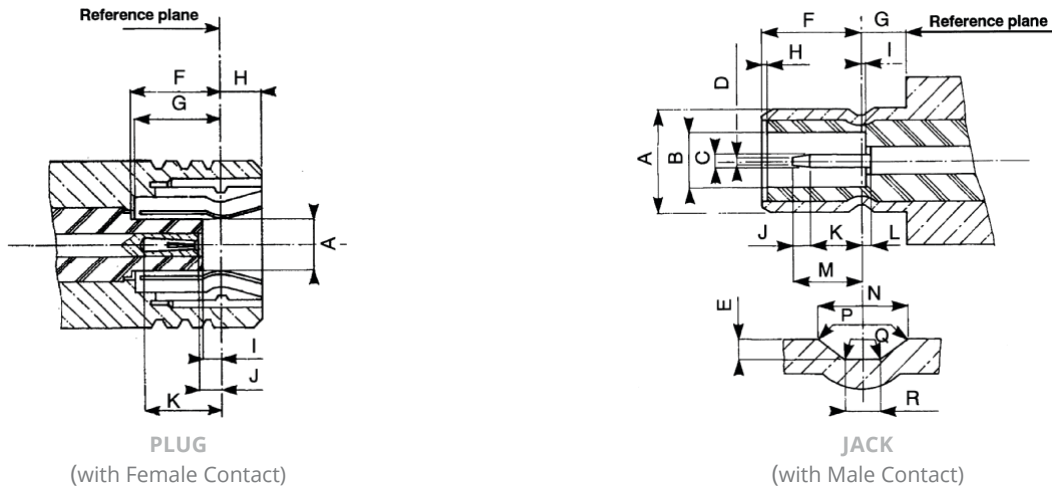 Reference plane
F
H
G
A
I
J
K
PLUG
(with Female Contact)
F
G
Reference plane
H
I
D
A
B
C
J
K
L
M
N
E
P
Q
R
JACK
(with Male Contact)